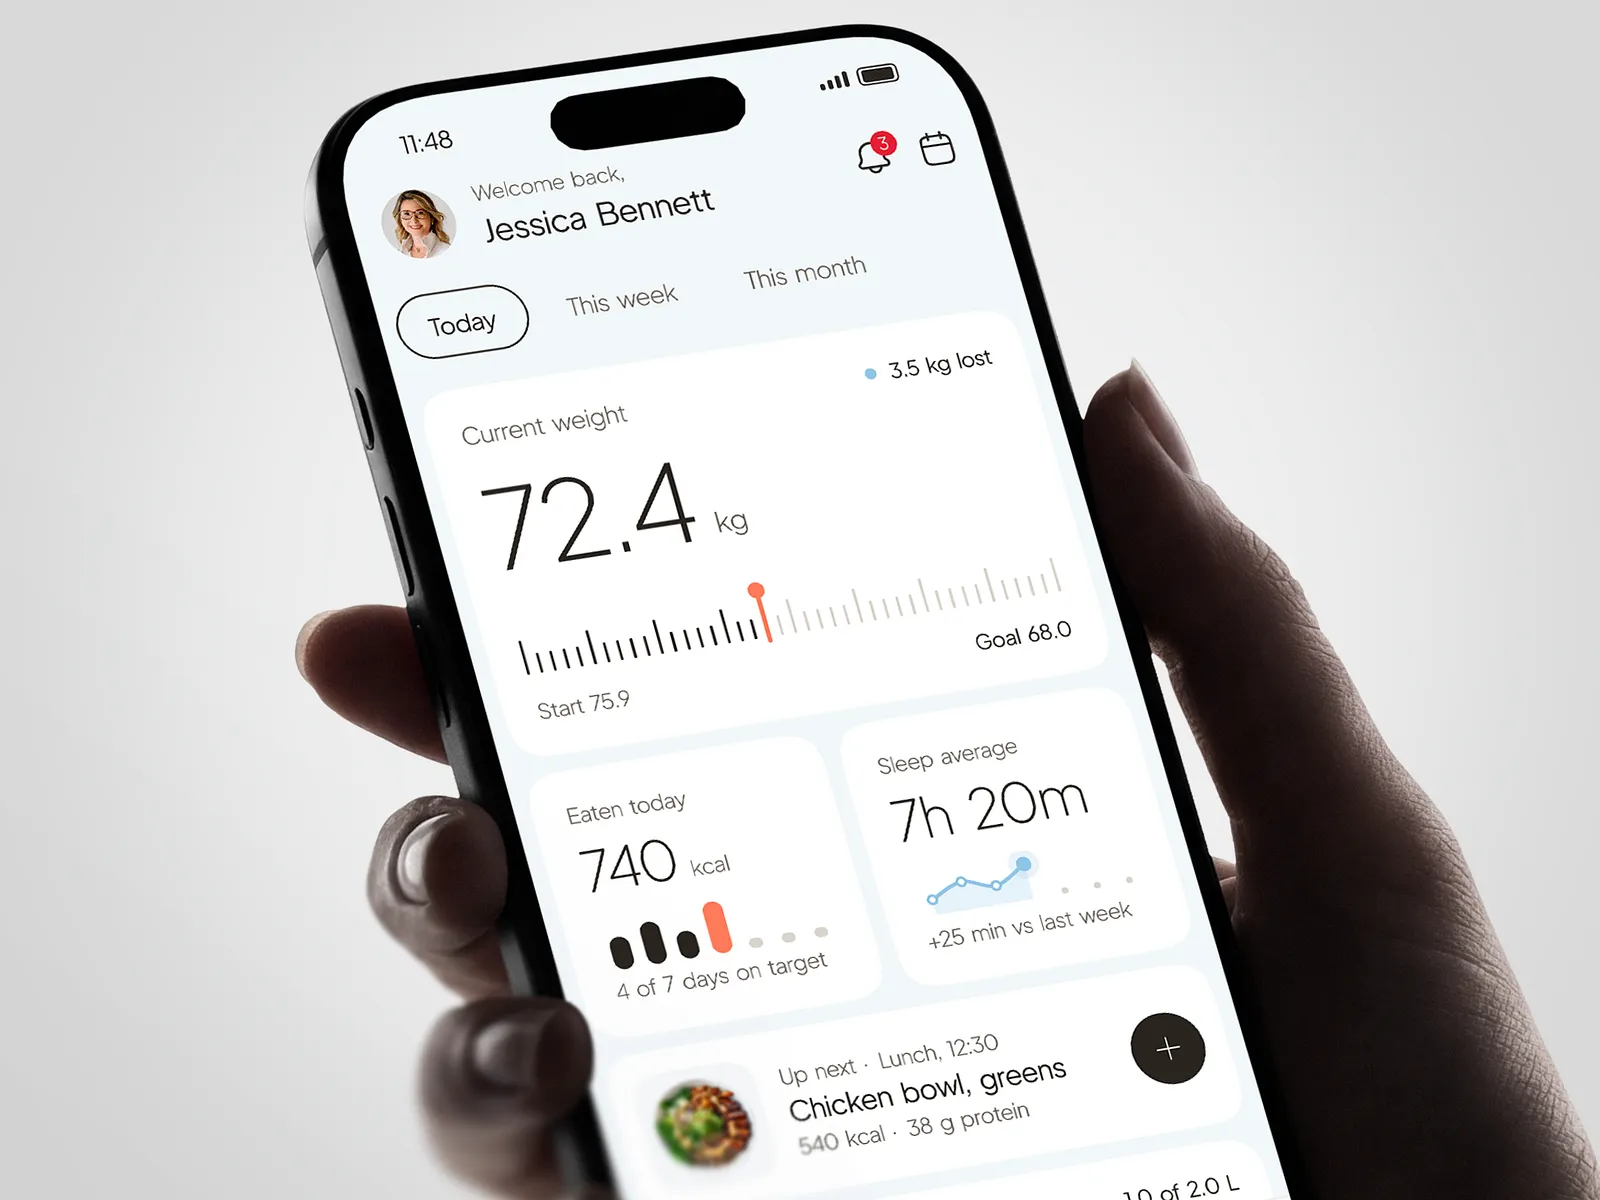 11:48
3
Welcome back,
Jessica Bennett
Today
This week
This month
3.5 kg lost
Current weight
72.4 kg
Goal 68.0
Start 75.9
Eaten today
740 kcal
4 of 7 days on target
Sleep average
7h 20m
+25 min vs last week
Up next · Lunch, 12:30
Chicken bowl, greens
540 kcal · 38 g protein
+
1.0 of 2.0 L